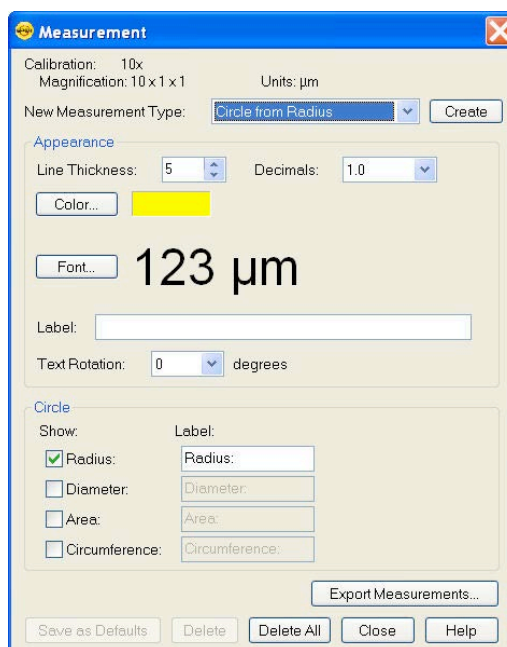 Measurement
Calibration: 10x
Magnification: 10 x 1 x 1 Units: µm
New Measurement Type: Circle from Radius Create
Appearance
Line Thickness: 5 Decimals: 1.0
Color...
Font... 123 µm
Label:
Text Rotation: 0 degrees
Circle
Show: Label:
Radius: Radius:
Diameter: Diameter:
Area: Area:
Circumference: Circumference:
Export Measurements...
Save as Defaults Delete Delete All Close Help